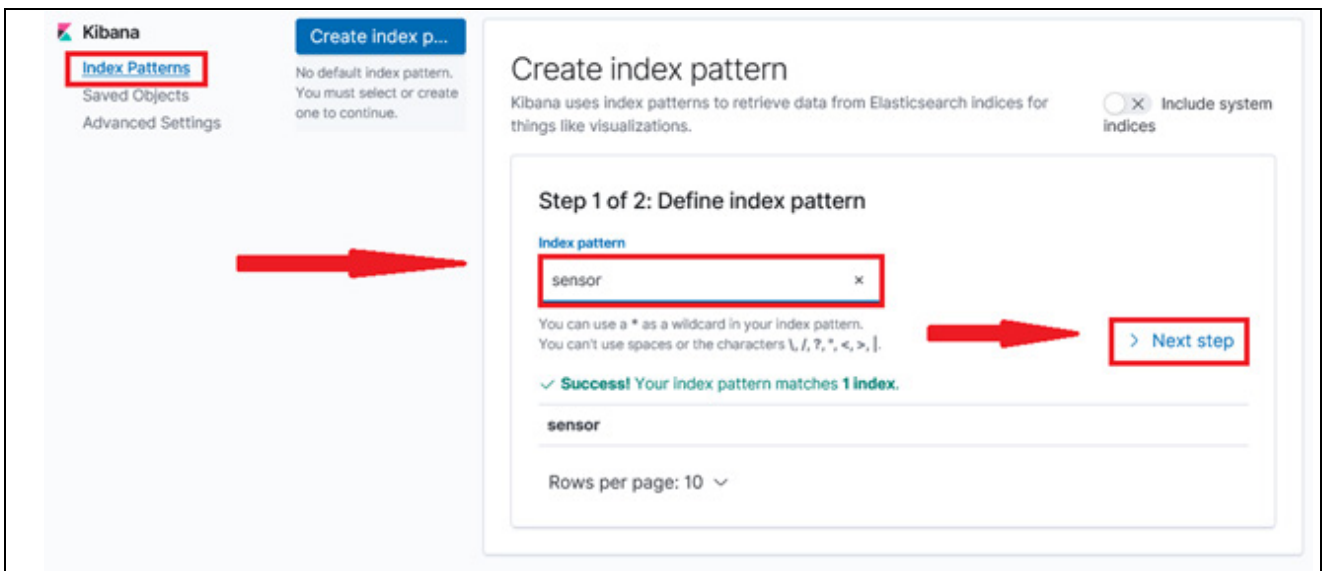 Kibana
Index Patterns
Saved Objects
Advanced Settings
Create index p...
No default index pattern.
You must select or create
one to continue.
Create index pattern
Kibana uses index patterns to retrieve data from Elasticsearch indices for
things like visualizations.
Include system
indices
Step 1 of 2: Define index pattern
Index pattern
sensor
You can use a * as a wildcard in your index pattern.
You can't use spaces or the characters \, /, ?, ", <, >, |.
Next step
Success! Your index pattern matches 1 index.
sensor
Rows per page: 10